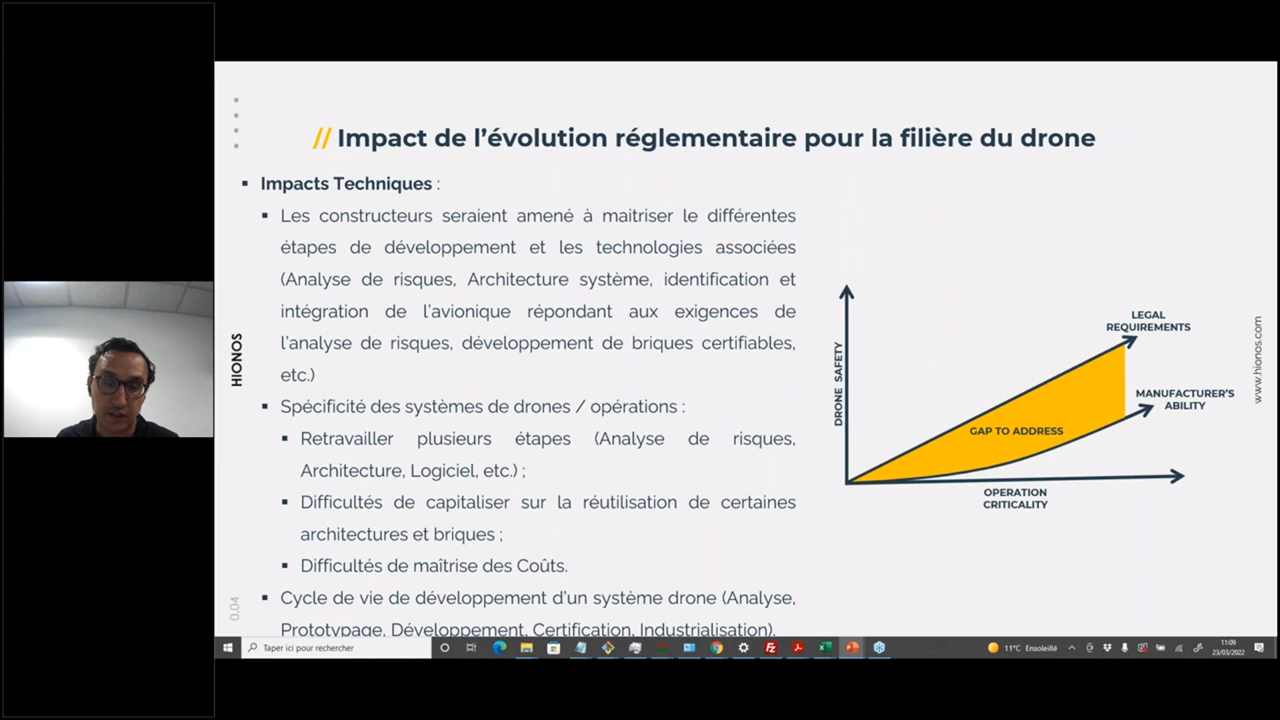 // Impact de l'évolution réglementaire pour la filière du drone
▪ Impacts Techniques :
▪ Les constructeurs seraient amené à maitriser le différentes
étapes de développement et les technologies associées
(Analyse de risques, Architecture système, identification et
intégration de l'avionique répondant aux exigences de
l'analyse de risques, développement de briques certifiables,
etc.)
▪ Spécificité des systèmes de drones / opérations :
▪ Retravailler plusieurs étapes (Analyse de risques,
Architecture, Logiciel, etc.) ;
▪ Difficultés de capitaliser sur la réutilisation de certaines
architectures et briques ;
▪ Difficultés de maîtrise des Coûts.
▪ Cycle de vie de développement d'un système drone (Analyse,
Prototypage, Développement, Certification, Industrialisation).
HIONOS
0.04
DRONE SAFETY
LEGAL
REQUIREMENTS
MANUFACTURER'S
ABILITY
GAP TO ADDRESS
OPERATION
CRITICALITY
www.hionos.com
Taper ici pour rechercher
11°C Ensoleillé
11:09
23/03/2022